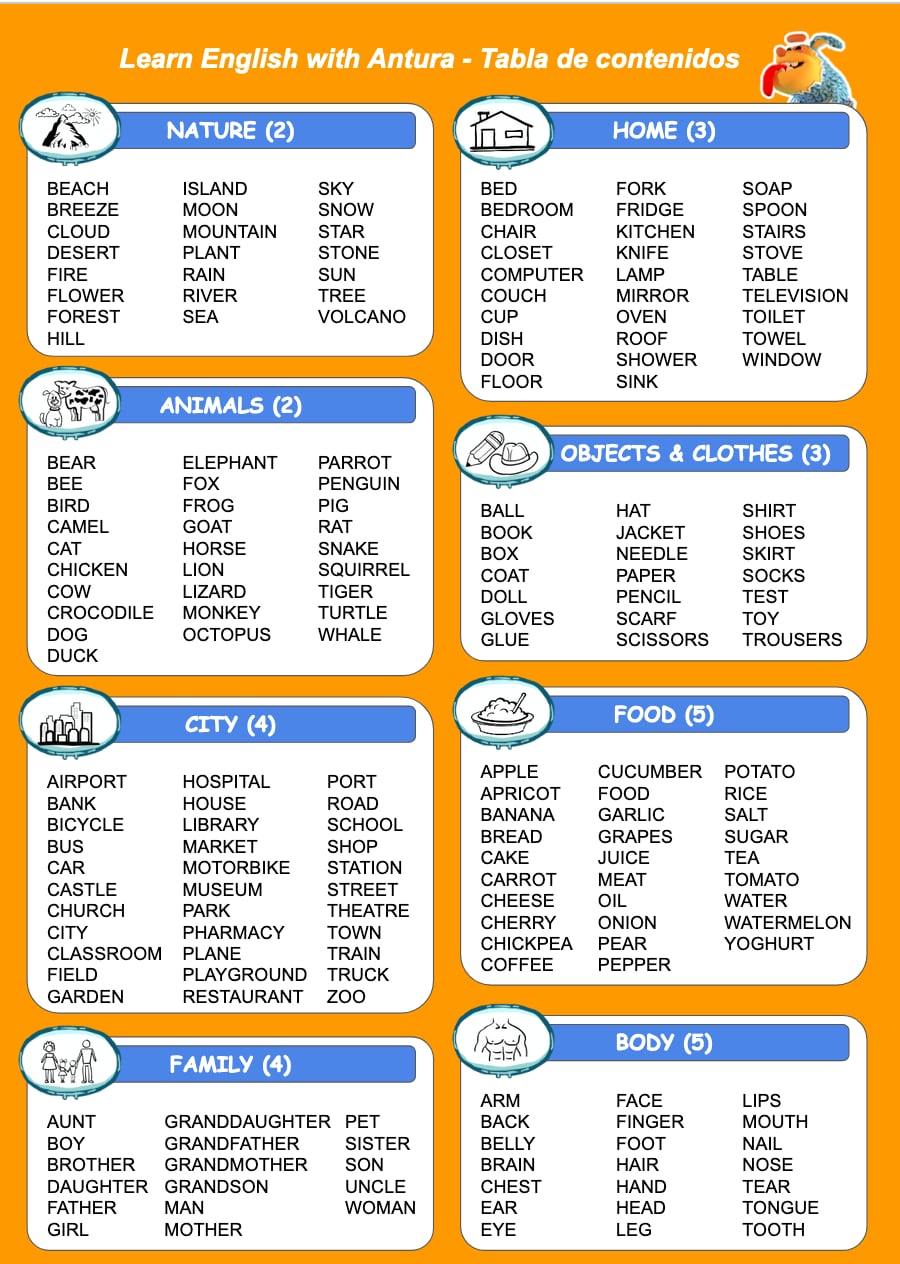 Learn English with Antura - Tabla de contenidos
NATURE (2)
BEACH ISLAND SKY
BREEZE MOON SNOW
CLOUD MOUNTAIN STAR
DESERT PLANT STONE
FIRE RAIN SUN
FLOWER RIVER TREE
FOREST SEA VOLCANO
HILL
ANIMALS (2)
BEAR ELEPHANT PARROT
BEE FOX PENGUIN
BIRD FROG PIG
CAMEL GOAT RAT
CAT HORSE SNAKE
CHICKEN LION SQUIRREL
COW LIZARD TIGER
CROCODILE MONKEY TURTLE
DOG OCTOPUS WHALE
DUCK
CITY (4)
AIRPORT HOSPITAL PORT
BANK HOUSE ROAD
BICYCLE LIBRARY SCHOOL
BUS MARKET SHOP
CAR MOTORBIKE STATION
CASTLE MUSEUM STREET
CHURCH PARK THEATRE
CITY PHARMACY TOWN
CLASSROOM PLANE TRAIN
FIELD PLAYGROUND TRUCK
GARDEN RESTAURANT ZOO
FAMILY (4)
AUNT GRANDDAUGHTER PET
BOY GRANDFATHER SISTER
BROTHER GRANDMOTHER SON
DAUGHTER GRANDSON UNCLE
FATHER MAN WOMAN
GIRL MOTHER
HOME (3)
BED FORK SOAP
BEDROOM FRIDGE SPOON
CHAIR KITCHEN STAIRS
CLOSET KNIFE STOVE
COMPUTER LAMP TABLE
COUCH MIRROR TELEVISION
CUP OVEN TOILET
DISH ROOF TOWEL
DOOR SHOWER WINDOW
FLOOR SINK
OBJECTS & CLOTHES (3)
BALL HAT SHIRT
BOOK JACKET SHOES
BOX NEEDLE SKIRT
COAT PAPER SOCKS
DOLL PENCIL TEST
GLOVES SCARF TOY
GLUE SCISSORS TROUSERS
FOOD (5)
APPLE CUCUMBER POTATO
APRICOT FOOD RICE
BANANA GARLIC SALT
BREAD GRAPES SUGAR
CAKE JUICE TEA
CARROT MEAT TOMATO
CHEESE OIL WATER
CHERRY ONION WATERMELON
CHICKPEA PEAR YOGHURT
COFFEE PEPPER
BODY (5)
ARM FACE LIPS
BACK FINGER MOUTH
BELLY FOOT NAIL
BRAIN HAIR NOSE
CHEST HAND TEAR
EAR HEAD TONGUE
EYE LEG TOOTH